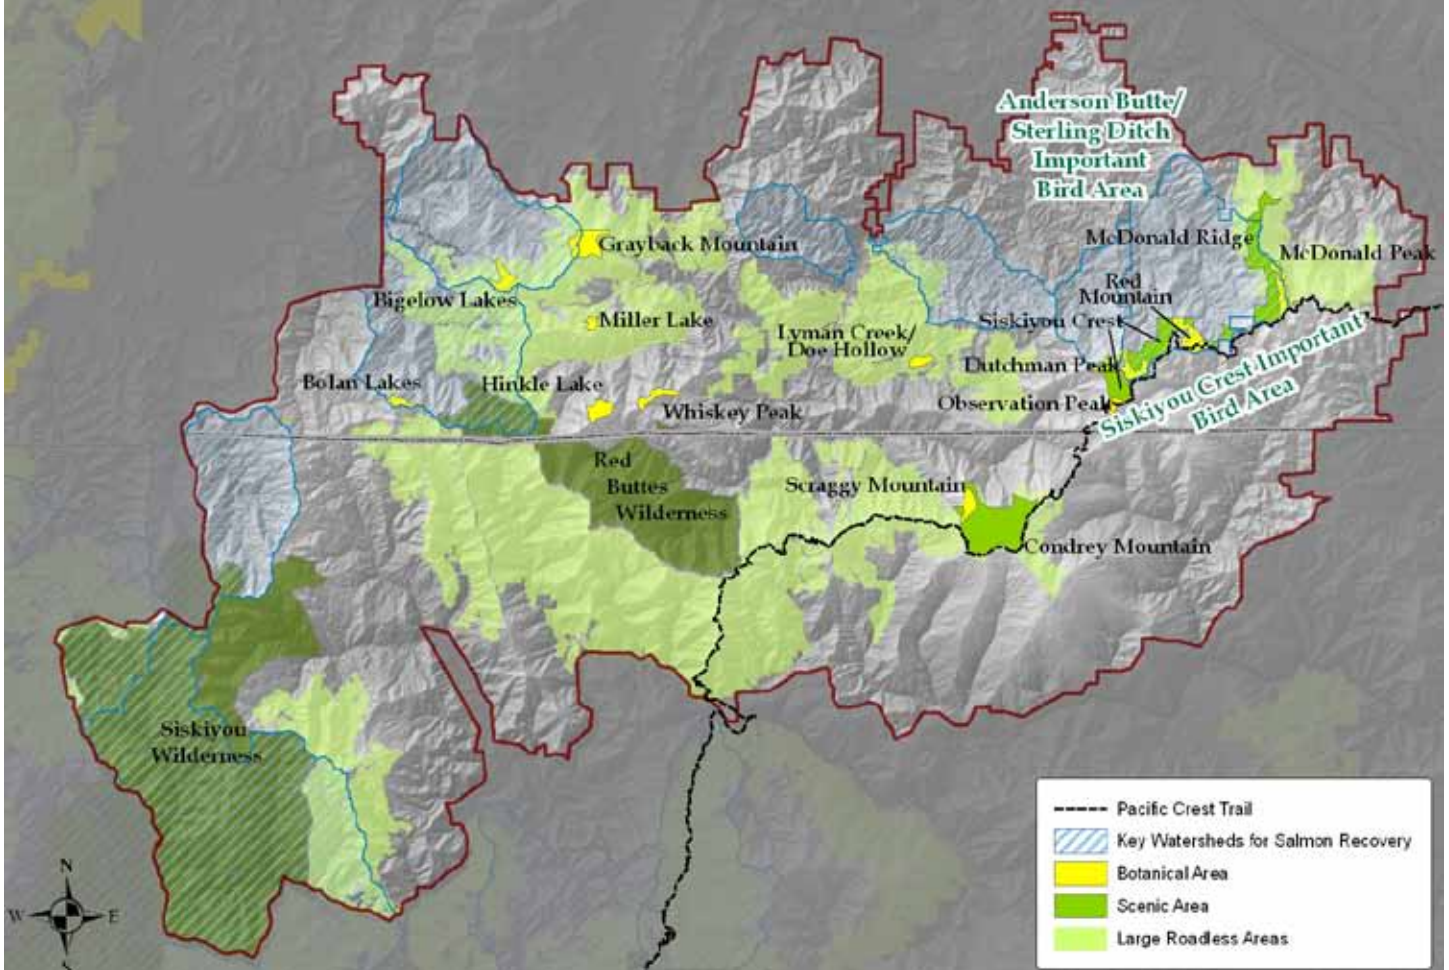 Anderson Butte/
Sterling Ditch
Important
Bird Area
McDonald Ridge
McDonald Peak
Grayback Mountain
Red
Mountain
Bigelow Lakes
Miller Lake
Siskiyou Crest
Lyman Creek/
Doe Hollow
Dutchman Peak
Siskiyou Crest Important
Bird Area
Bolan Lakes
Hinkle Lake
Whiskey Peak
Observation Peak
Red
Buttes
Wilderness
Scraggy Mountain
Condrey Mountain
Siskiyou
Wilderness
N
W E
Pacific Crest Trail
Key Watersheds for Salmon Recovery
Botanical Area
Scenic Area
Large Roadless Areas